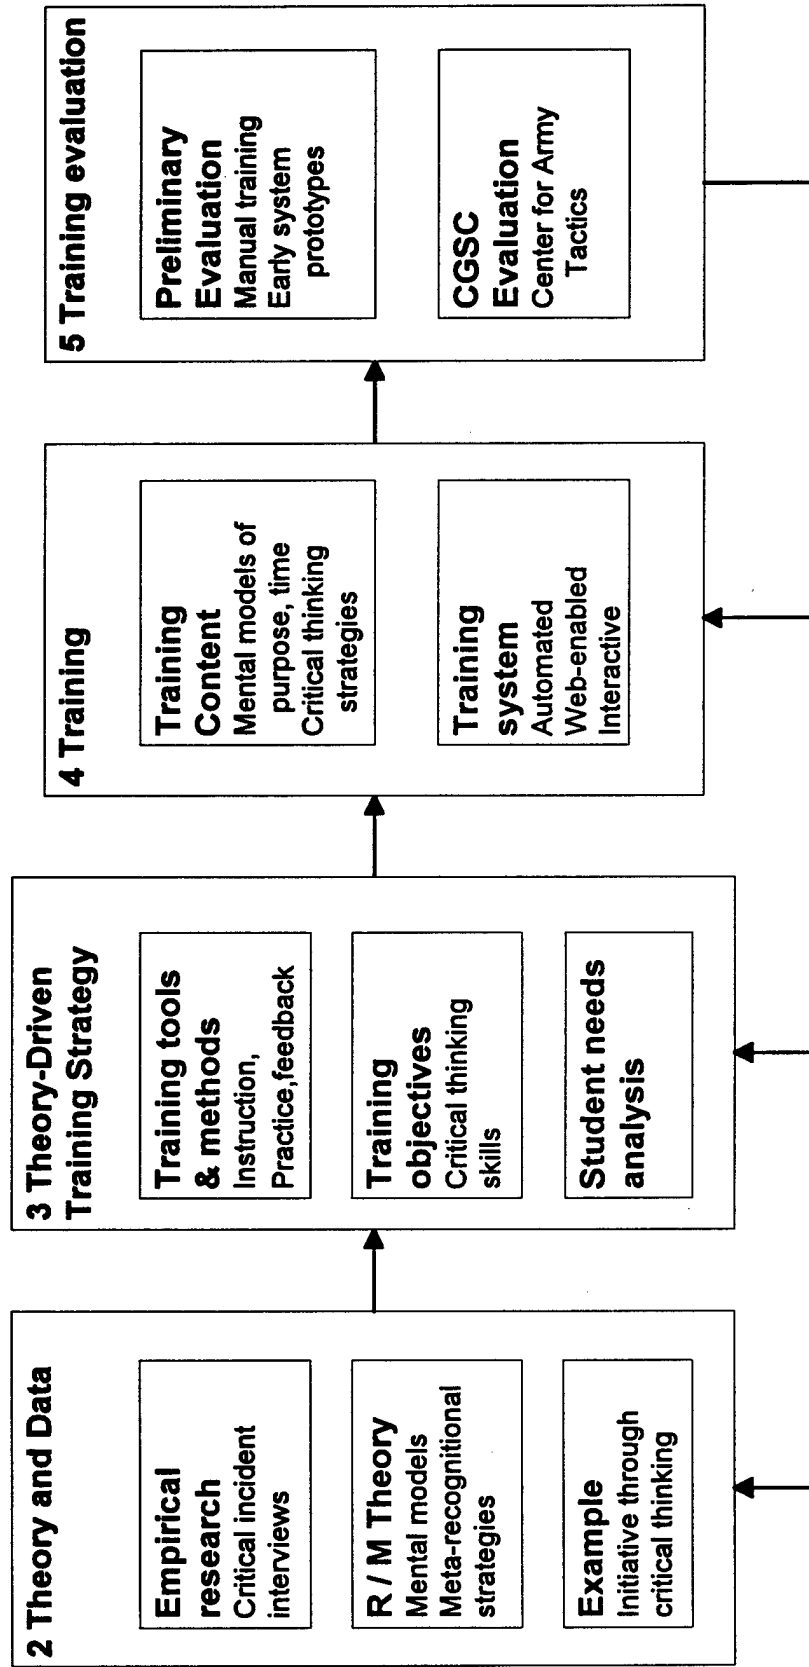 2 Theory and Data
Empirical
research
Critical incident
interviews
R / M Theory
Mental models
Meta-recognitional
strategies
Example
Initiative through
critical thinking
3 Theory-Driven
Training Strategy
Training tools
& methods
Instruction,
Practice,feedback
Training
objectives
Critical thinking
skills
Student needs
analysis
4 Training
Training
Content
Mental models of
purpose, time
Critical thinking
strategies
Training
system
Automated
Web-enabled
Interactive
5 Training evaluation
Preliminary
Evaluation
Manual training
Early system
prototypes
CGSC
Evaluation
Center for Army
Tactics